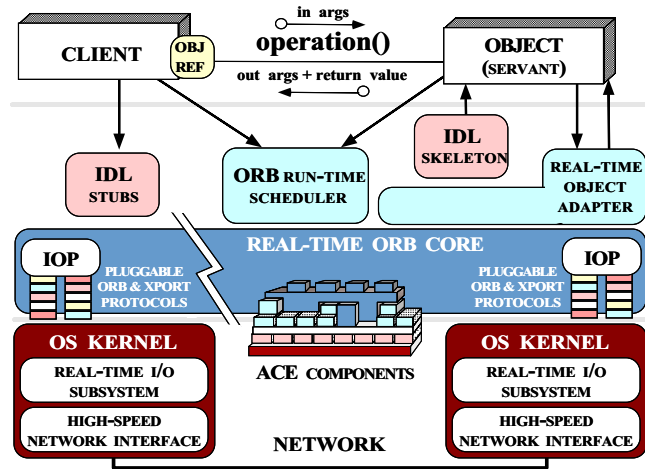 in args
CLIENT
OBJ
REF
operation()
OBJECT
(SERVANT)
out args + return value
IDL
STUBS
ORB RUN-TIME
SCHEDULER
IDL
SKELETON
REAL-TIME
OBJECT
ADAPTER
REAL-TIME ORB CORE
IOP
PLUGGABLE
ORB & XPORT
PROTOCOLS
PLUGGABLE
ORB & XPORT
PROTOCOLS
IOP
OS KERNEL
REAL-TIME I/O
SUBSYSTEM
HIGH-SPEED
NETWORK INTERFACE
ACE COMPONENTS
NETWORK
OS KERNEL
REAL-TIME I/O
SUBSYSTEM
HIGH-SPEED
NETWORK INTERFACE